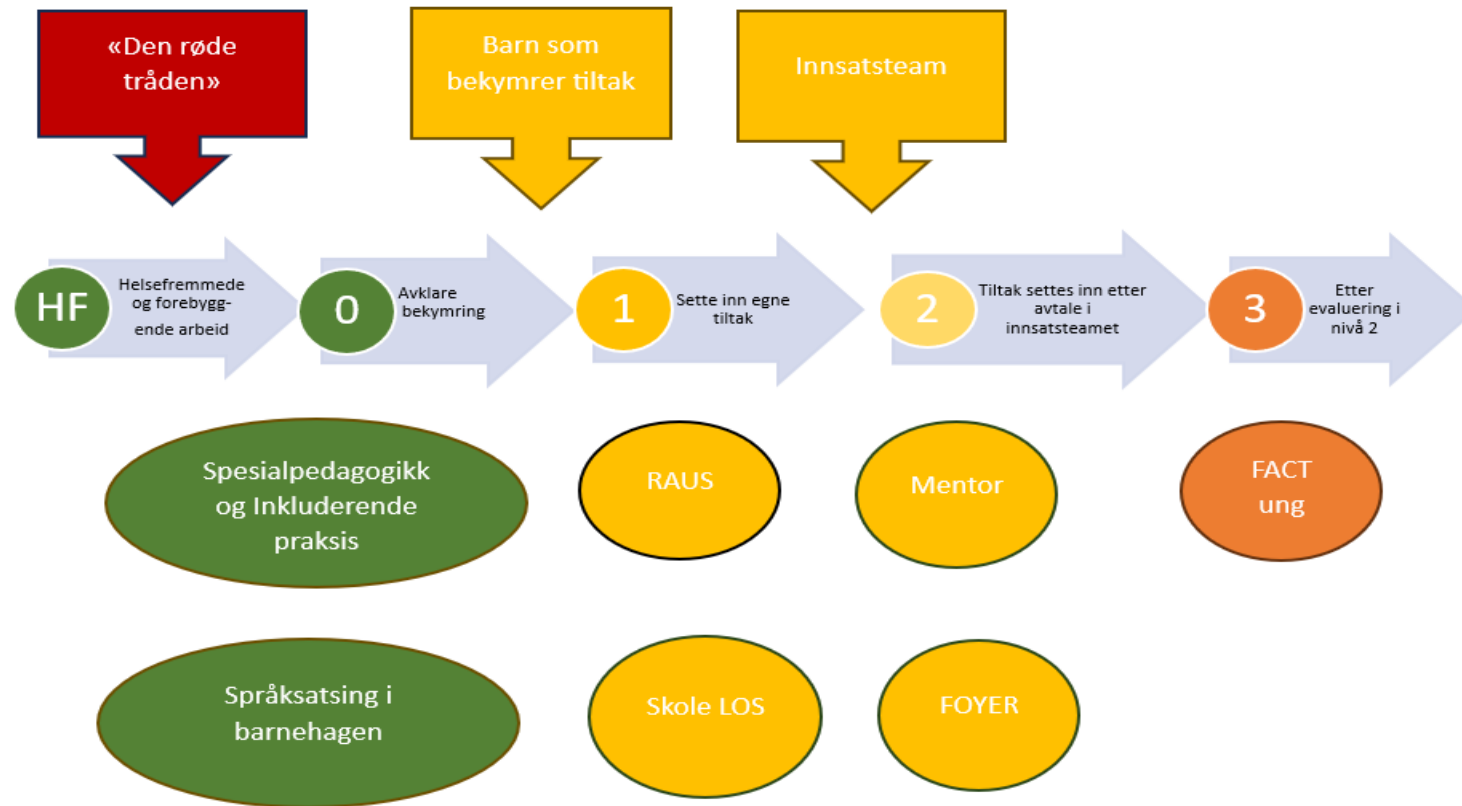 «Den røde
tråden»
Barn som
bekymrer tiltak
Innsatsteam
HF
Helsefremmede
og forebygg-
ende arbeid
0
Avklare
bekymring
1
Sette inn egne
tiltak
2
Tiltak settes inn etter
avtale i
innsatsteamet
3
Etter
evaluering i
nivå 2
Spesialpedagogikk
og Inkluderende
praksis
RAUS
Mentor
FACT
ung
Språksatsing i
barnehagen
Skole LOS
FOYER